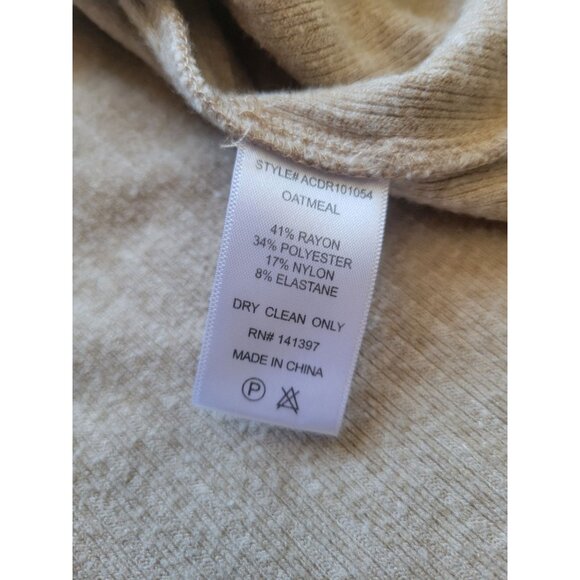 STYLE# ACDR101054
OATMEAL
41% RAYON
34% POLYESTER
17% NYLON
8% ELASTANE
DRY CLEAN ONLY
RN# 141397
MADE IN CHINA
P